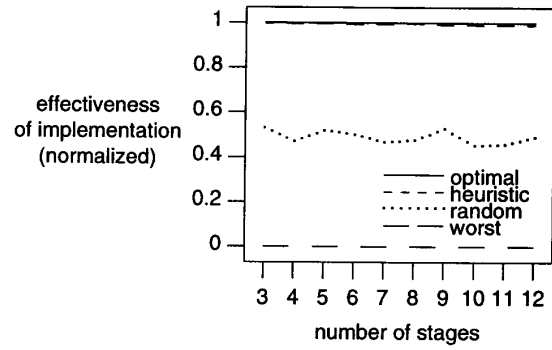 1
0.8
0.6
0.4
0.2
0
effectiveness
of implementation
(normalized)
optimal
heuristic
random
worst
3 4 5 6 7 8 9 10 11 12
number of stages